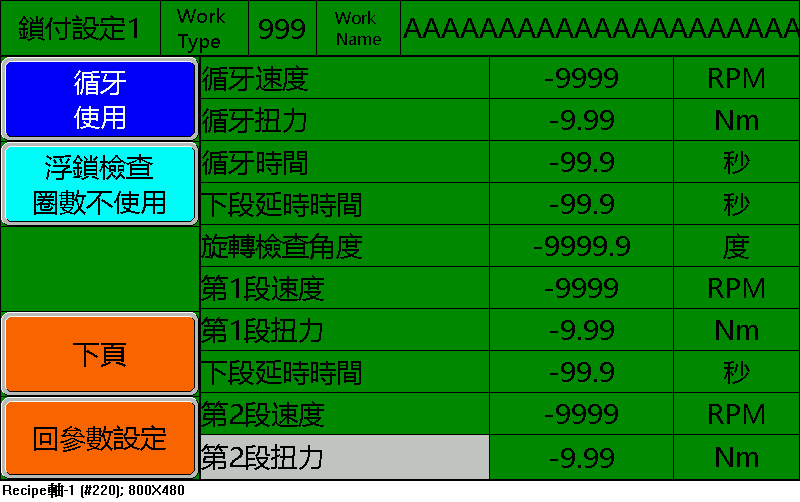 鎖付設定1 Work Type 999 Work Name AAAAAAAAAAAAAAAAAAAAA
循牙 使用
循牙速度 -9999 RPM
循牙扭力 -9.99 Nm
浮鎖檢查 圈數不使用
循牙時間 -99.9 秒
下段延時時間 -99.9 秒
旋轉檢查角度 -9999.9 度
第1段速度 -9999 RPM
下頁
第1段扭力 -9.99 Nm
下段延時時間 -99.9 秒
回參數設定
第2段速度 -9999 RPM
第2段扭力 -9.99 Nm
Recipe軸-1 (#220); 800X480